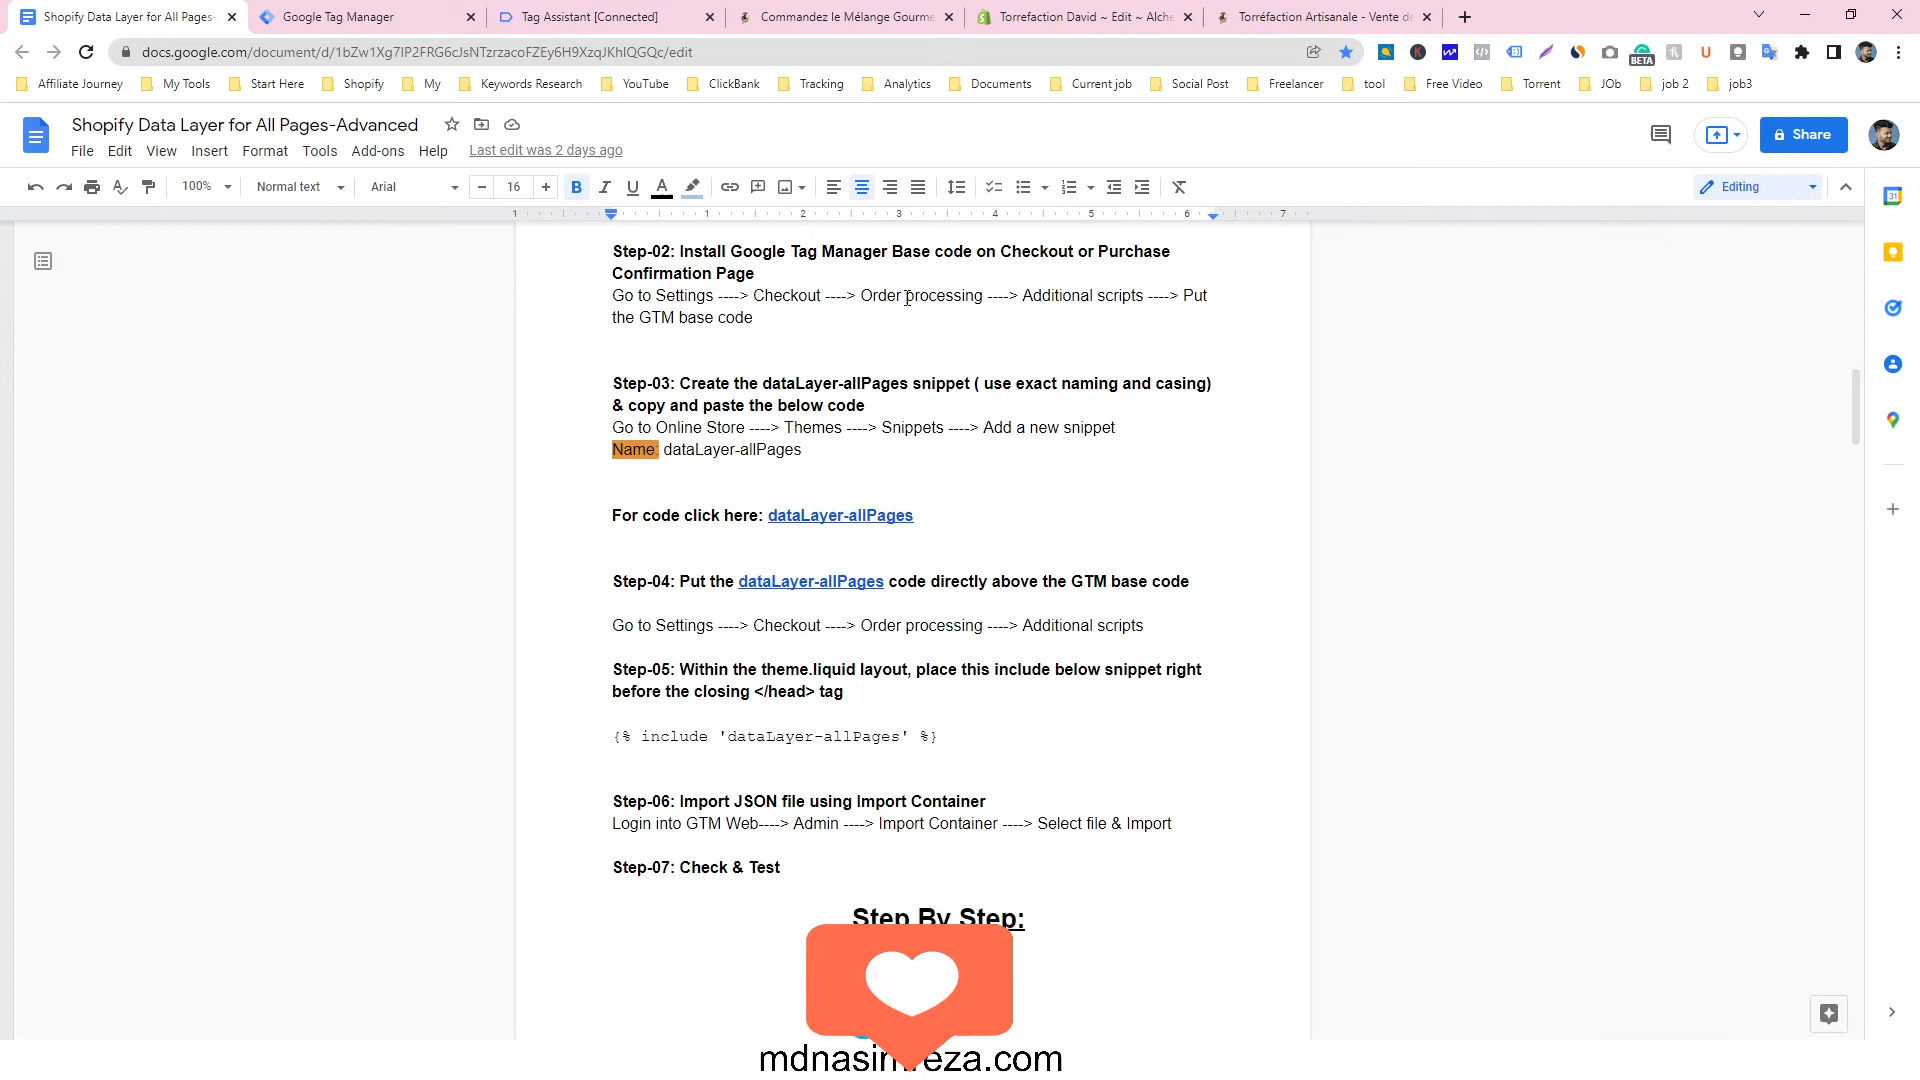 Shopify Data Layer for All Pages-
Google Tag Manager
Tag Assistant [Connected]
Commandez le Mélange Gourme
Torrefaction David ~ Edit ~ Alche
Torréfaction Artisanale - Vente de
docs.google.com/document/d/1bZw1Xg7IP2FRG6cJsNTzrzacoFZEy6H9XzqJKhIQGQc/edit
BETA
Affiliate Journey
My Tools
Start Here
Shopify
My
Keywords Research
YouTube
ClickBank
Tracking
Analytics
Documents
Current job
Social Post
Freelancer
tool
Free Video
Torrent
JOb
job 2
job3
Shopify Data Layer for All Pages-Advanced
Share
File Edit View Insert Format Tools Add-ons Help Last edit was 2 days ago
100% Normal text Arial 16 B I U A Editing
1 1 2 3 4 5 6 7
Step-02: Install Google Tag Manager Base code on Checkout or Purchase
Confirmation Page
Go to Settings ----> Checkout ----> Order processing ----> Additional scripts ----> Put
the GTM base code
Step-03: Create the dataLayer-allPages snippet ( use exact naming and casing)
& copy and paste the below code
Go to Online Store ----> Themes ----> Snippets ----> Add a new snippet
Name: dataLayer-allPages
For code click here: dataLayer-allPages
Step-04: Put the dataLayer-allPages code directly above the GTM base code
Go to Settings ----> Checkout ----> Order processing ----> Additional scripts
Step-05: Within the theme.liquid layout, place this include below snippet right
before the closing </head> tag
{% include 'dataLayer-allPages' %}
Step-06: Import JSON file using Import Container
Login into GTM Web----> Admin ----> Import Container ----> Select file & Import
Step-07: Check & Test
Step By Step: